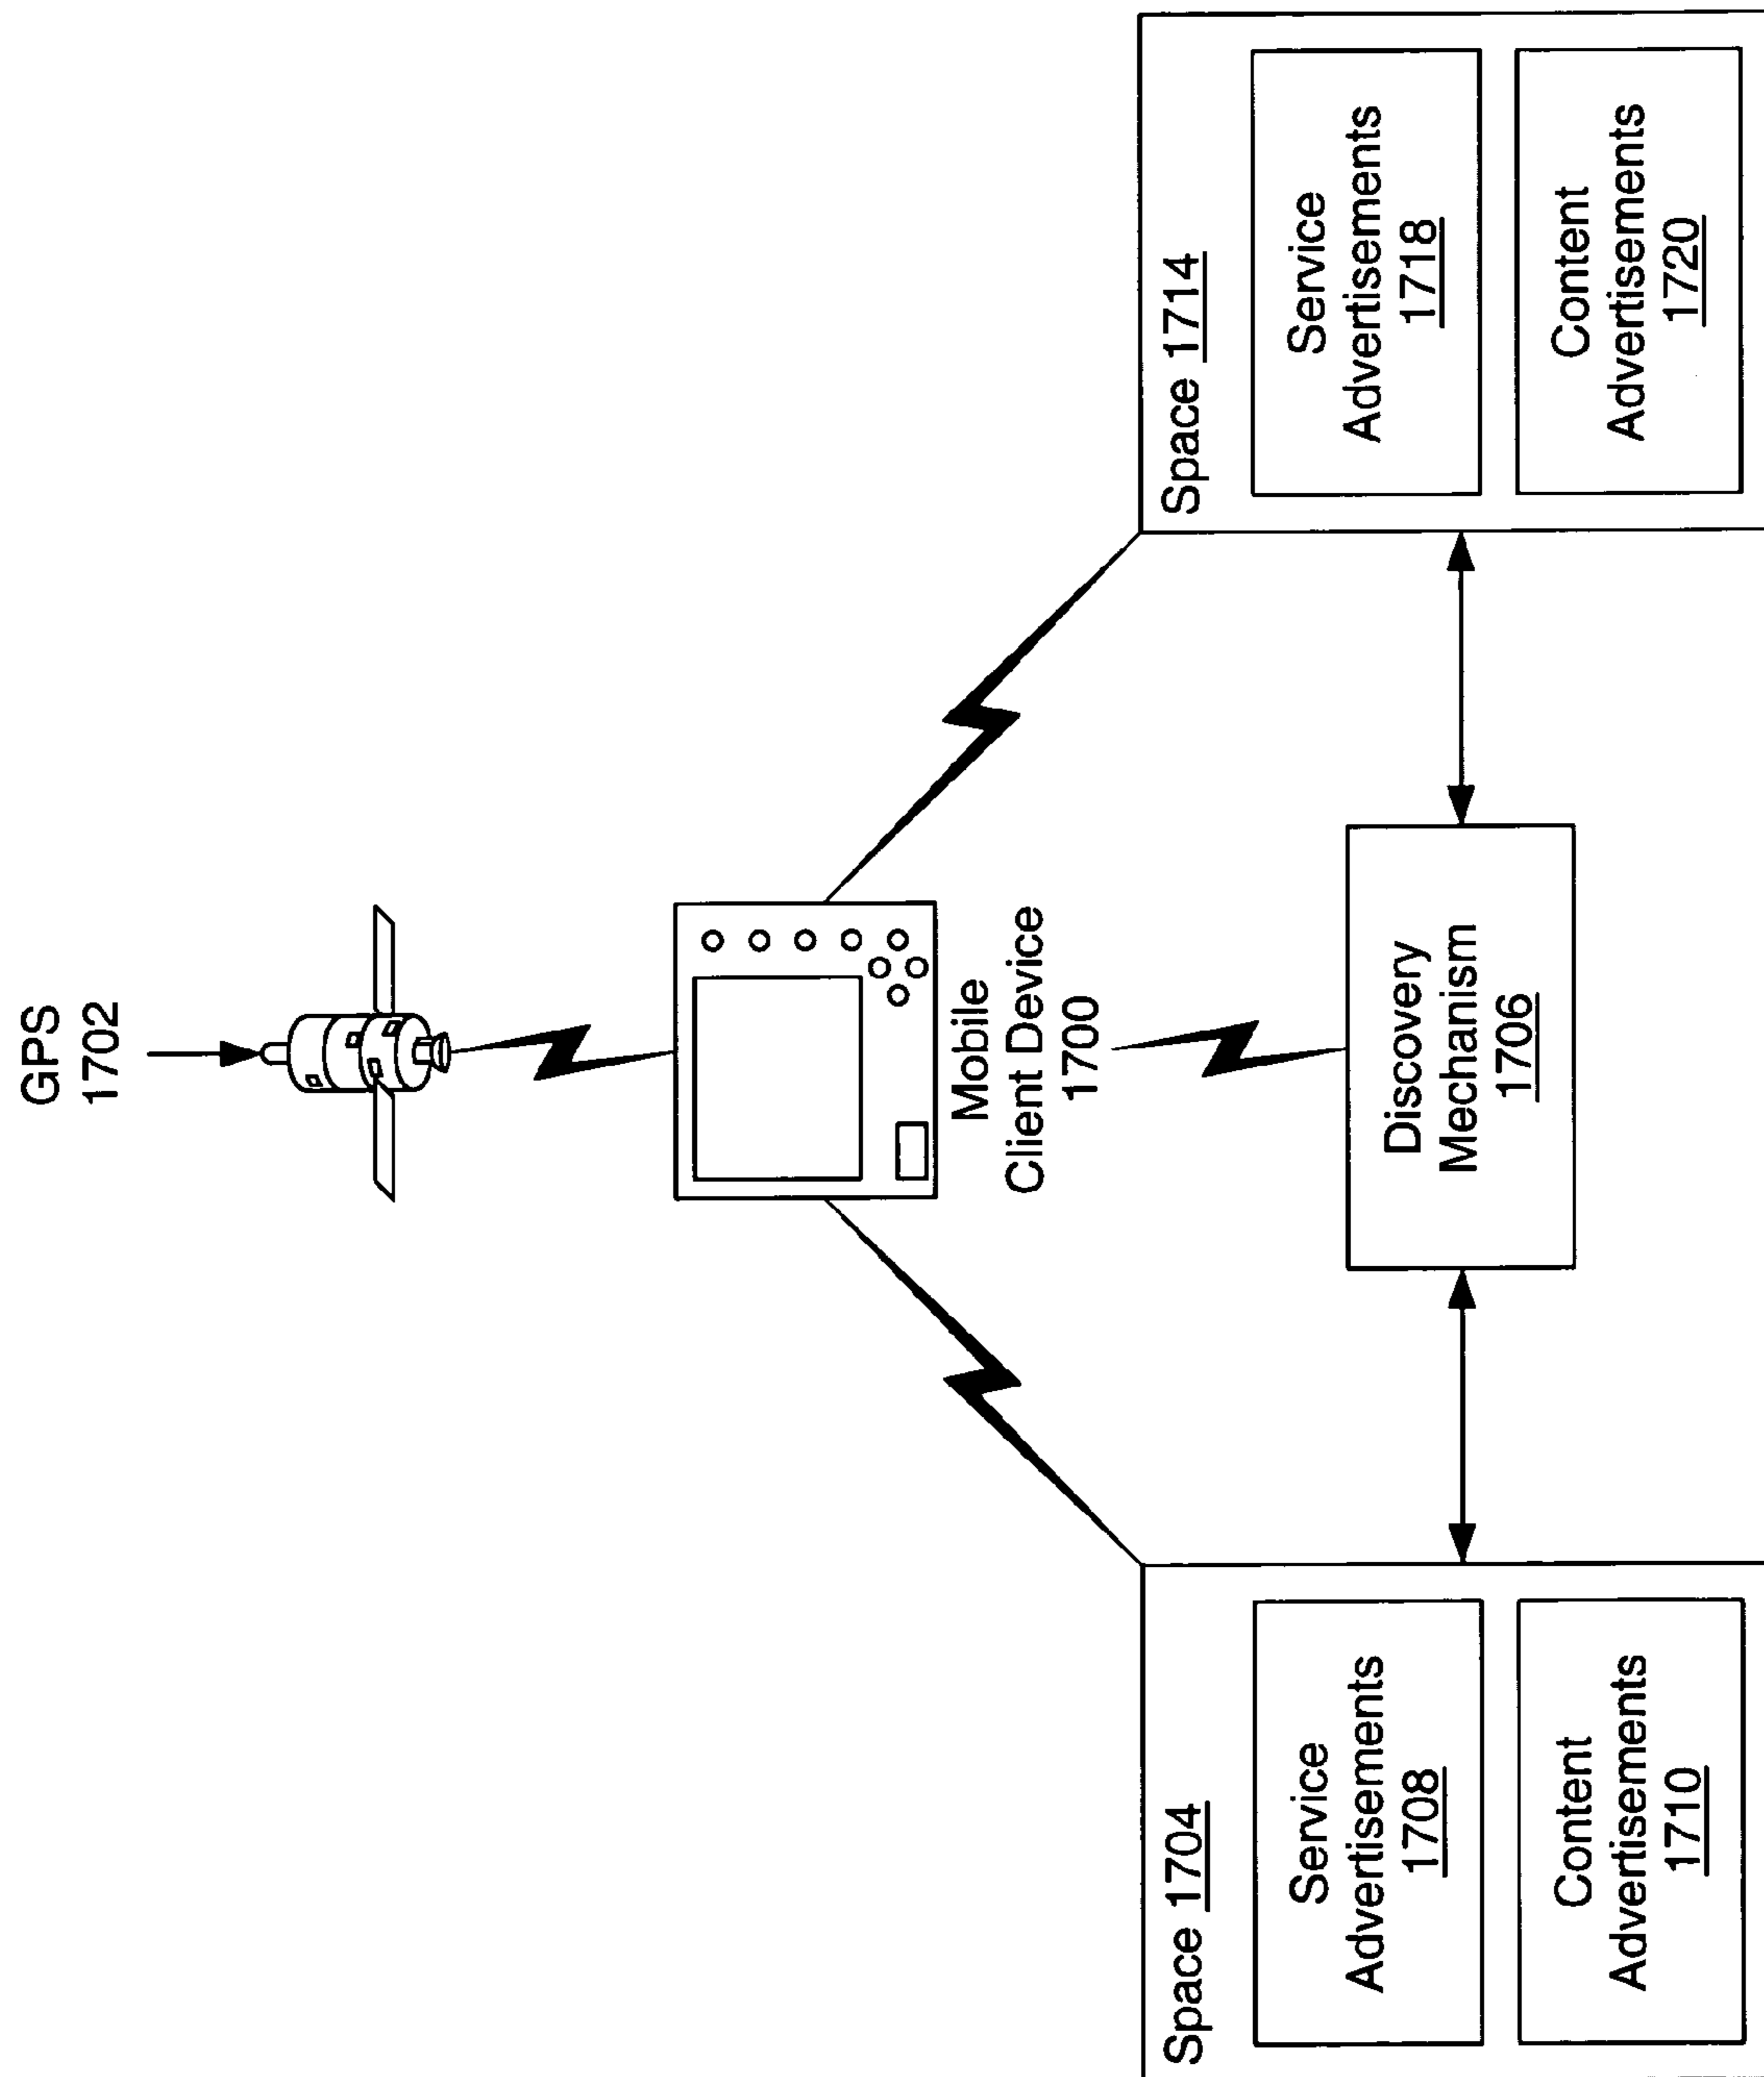 GPS
1702
Mobile
Client Device
1700
Space 1704
Service
Advertisements
1708
Content
Advertisements
1710
Discovery
Mechanism
1706
Space 1714
Service
Advertisements
1718
Content
Advertisements
1720